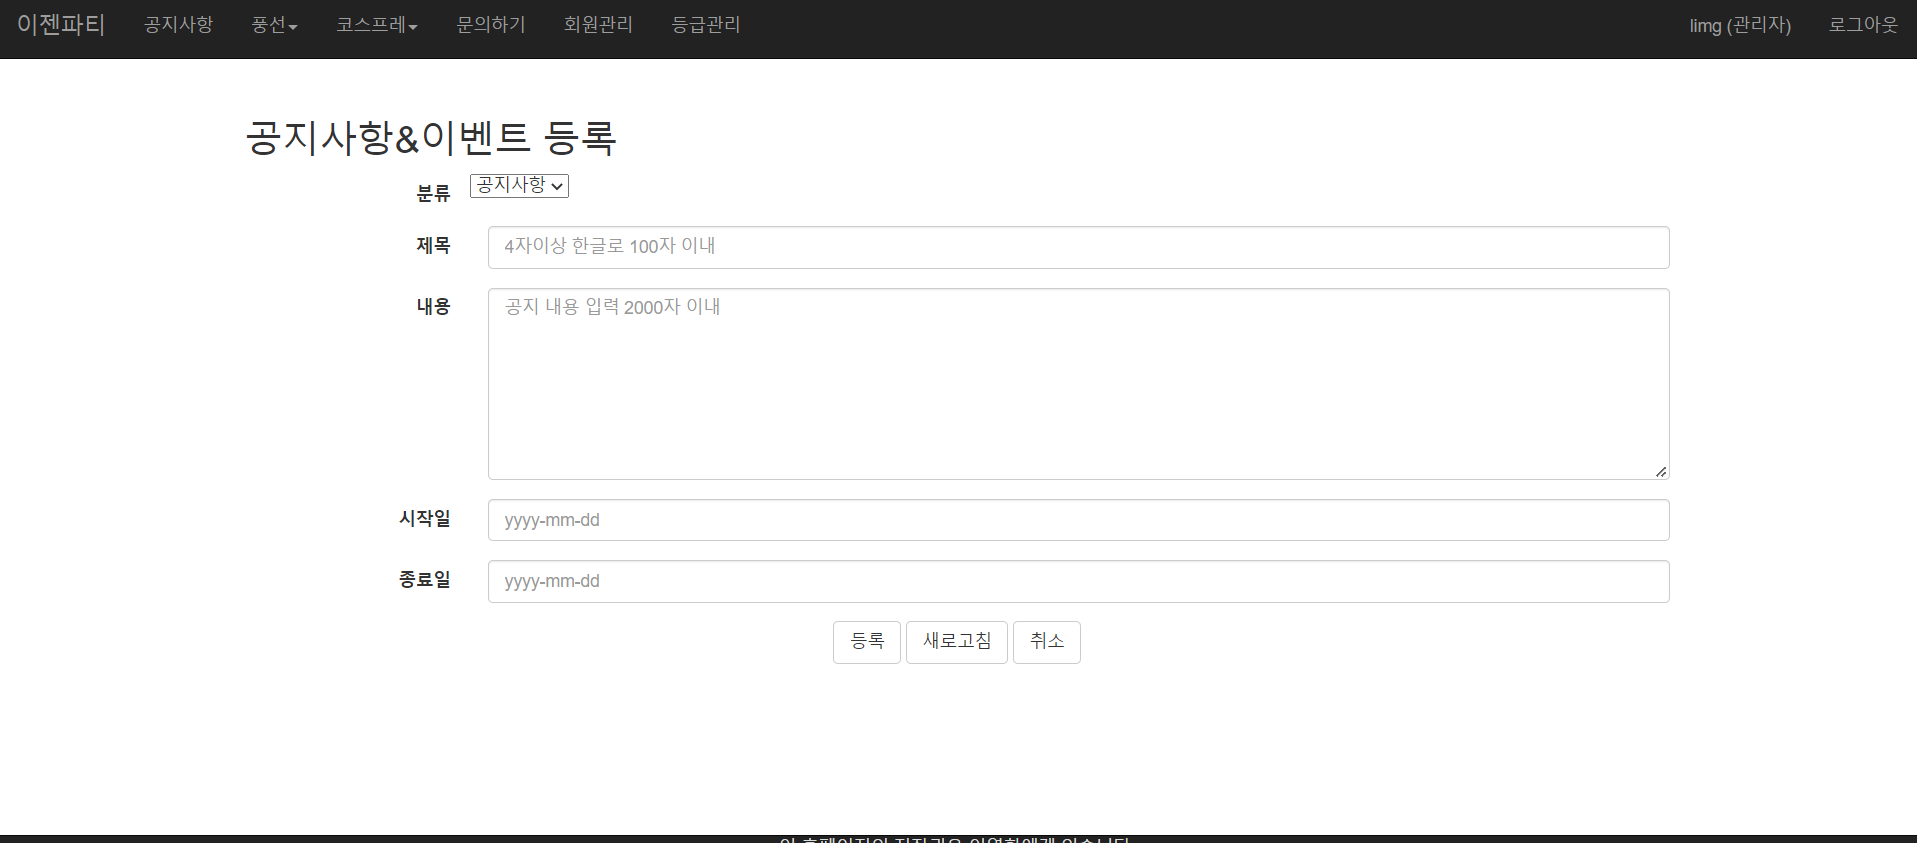 이젠파티 공지사항 풍선 코스프레 문의하기 회원관리 등급관리 limg (관리자) 로그아웃
공지사항&이벤트 등록
분류 공지사항
제목 4자이상 한글로 100자 이내
내용 공지 내용 입력 2000자 이내
시작일 yyyy-mm-dd
종료일 yyyy-mm-dd
등록 새로고침 취소